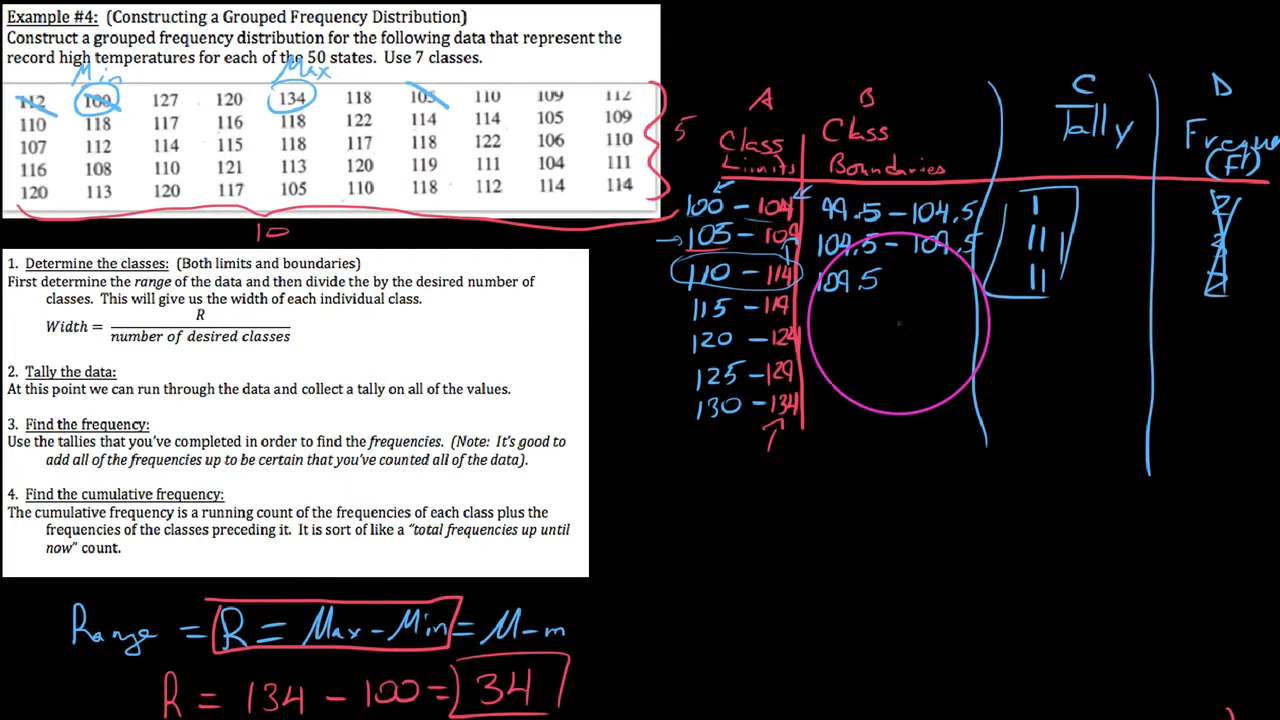 Example #4: (Constructing a Grouped Frequency Distribution)
Construct a grouped frequency distribution for the following data that represent the
record high temperatures for each of the 50 states. Use 7 classes.
Min Max
112 100 127 120 134 118 105 110 109 112
110 118 117 116 118 122 114 114 105 109
107 112 114 115 118 117 118 122 106 110
116 108 110 121 113 120 119 111 104 111
120 113 120 117 105 110 118 112 114 114
5
10
1. Determine the classes: (Both limits and boundaries)
First determine the range of the data and then divide the by the desired number of
classes. This will give us the width of each individual class.
Width = R
number of desired classes
2. Tally the data:
At this point we can run through the data and collect a tally on all of the values.
3. Find the frequency:
Use the tallies that you've completed in order to find the frequencies. (Note: It's good to
add all of the frequencies up to be certain that you've counted all of the data).
4. Find the cumulative frequency:
The cumulative frequency is a running count of the frequencies of each class plus the
frequencies of the classes preceding it. It is sort of like a "total frequencies up until
now" count.
Range = R = Max - Min = M - m
R = 134 - 100 = 34
A B C D
Class Class Tally Freque
Limits Boundaries (F)
100 - 104 99.5 - 104.5 |
105 - 109 104.5 - 109.5 ||
110 - 114 109.5 ||
115 - 119
120 - 124
125 - 129
130 - 134